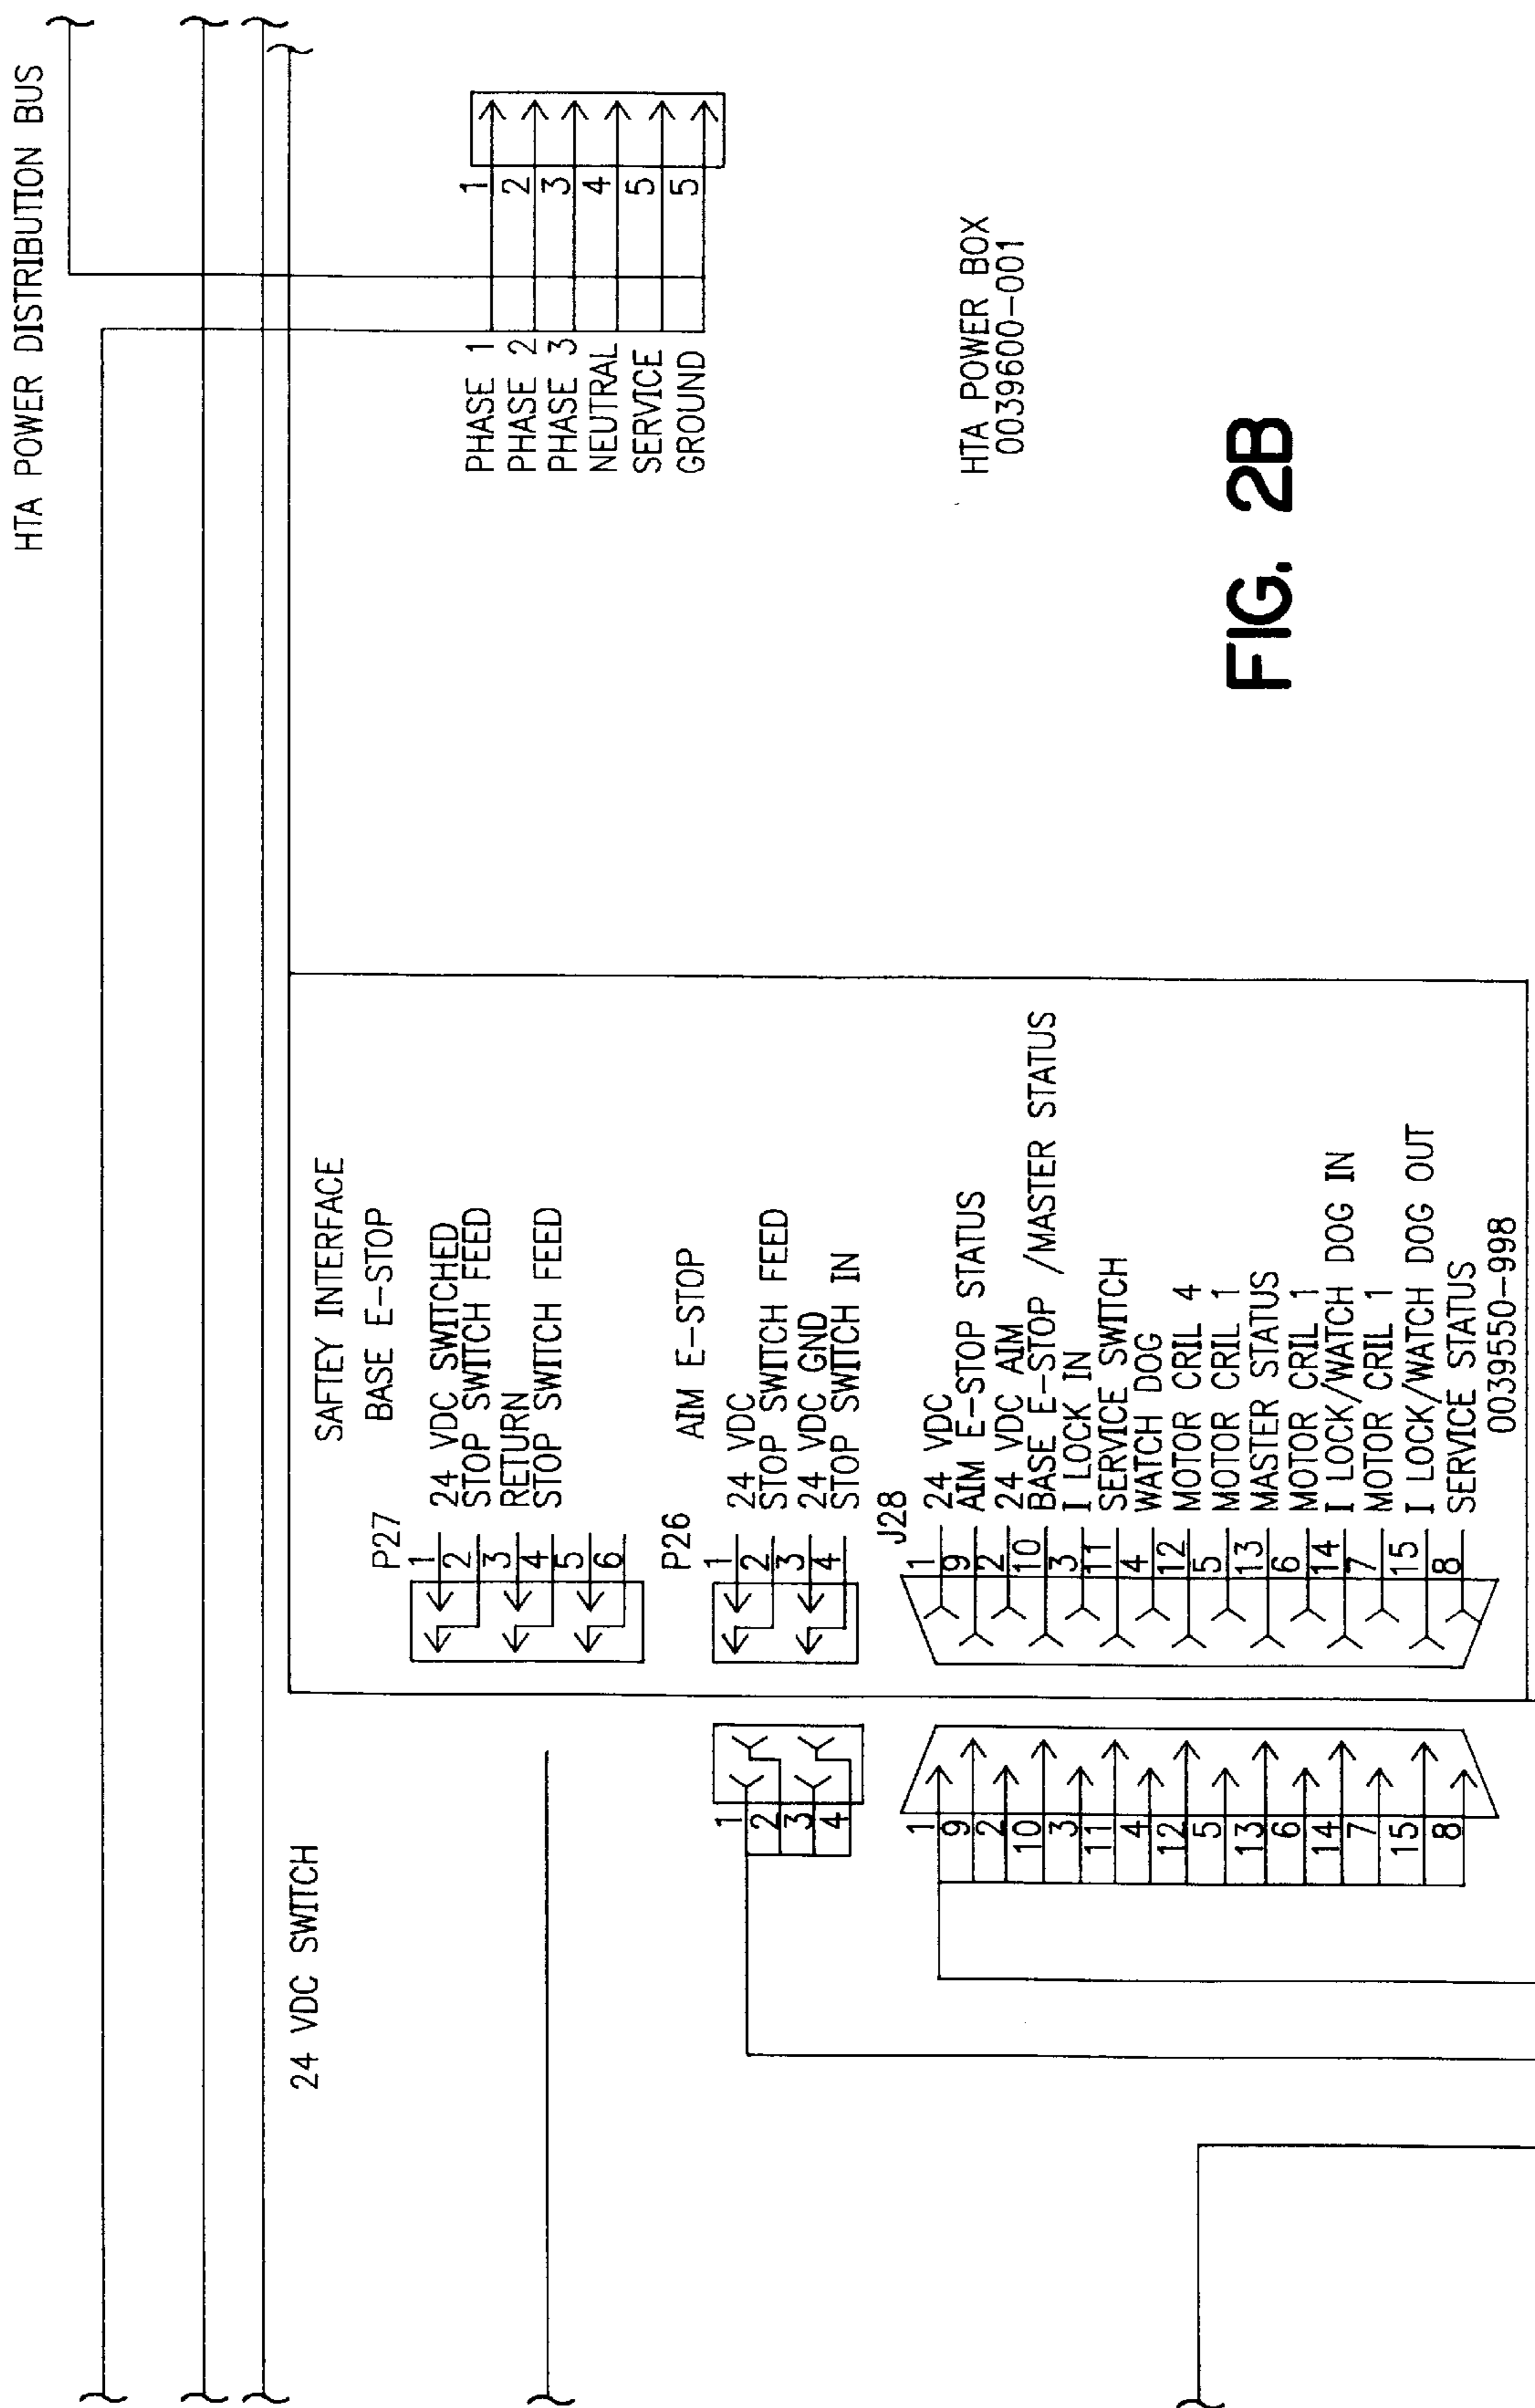 HTA POWER DISTRIBUTION BUS
24 VDC SWITCH
SAFTEY INTERFACE
BASE E-STOP
P27
1 24 VDC SWITCHED
2 STOP SWITCH FEED
3 RETURN
4 STOP SWITCH FEED
5
6
AIM E-STOP
P26
1 24 VDC
2 STOP SWITCH FEED
3 24 VDC GND
4 STOP SWITCH IN
J28
1 24 VDC
9 AIM E-STOP STATUS
2 24 VDC AIM
10 BASE E-STOP /MASTER STATUS
3 I LOCK IN
11 SERVICE SWITCH
4 WATCH DOG
12 MOTOR CRIL 4
5 MOTOR CRIL 1
13 MASTER STATUS
6 MOTOR CRIL 1
14 I LOCK/WATCH DOG IN
7 MOTOR CRIL 1
15 I LOCK/WATCH DOG OUT
8 SERVICE STATUS
0039550-998
1
2
3
4
1
9
2
10
3
11
4
12
5
13
6
14
7
15
8
PHASE 1 1
PHASE 2 2
PHASE 3 3
NEUTRAL 4
SERVICE 5
GROUND 5
HTA POWER BOX
0039600-001
FIG. 2B